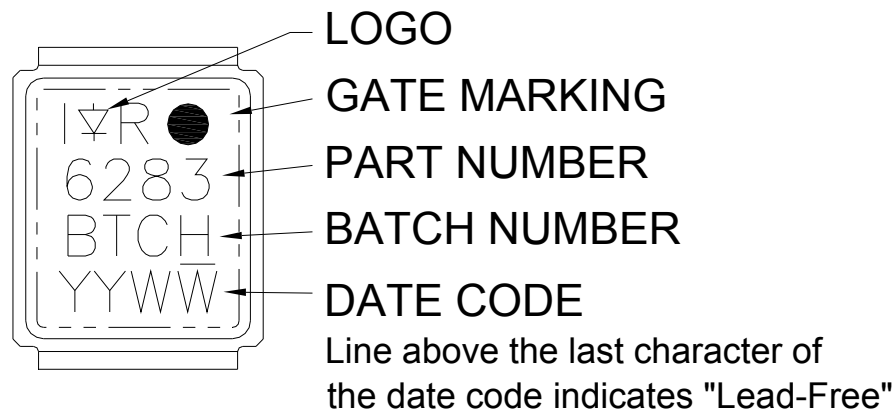 LOGO
I R
GATE MARKING
6283
PART NUMBER
BTCH
BATCH NUMBER
YYWW
DATE CODE
Line above the last character of
the date code indicates "Lead-Free"